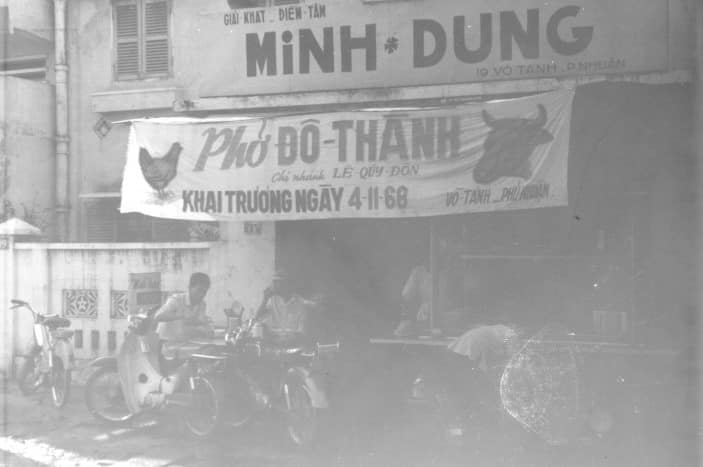 GIẢI·KHÁT _ ĐIỂM·TÂM
MiNH * DUNG
19 VÕ TÁNH _ P.NHUẬN
Phở ĐÔ-THÀNH
Chi nhánh LÊ QUÝ-ĐÔN
KHAI TRƯƠNG NGÀY 4-11-68
VÕ-TÁNH _ PHÚ NHUẬN